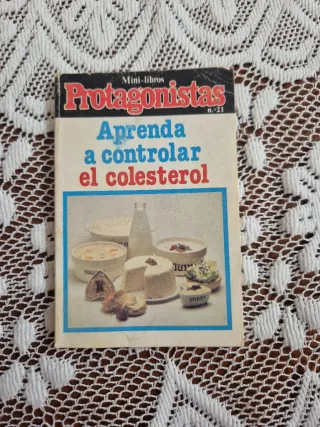 Mini-libros
Protagonistas
n.º 21
Aprenda
a controlar
el colesterol